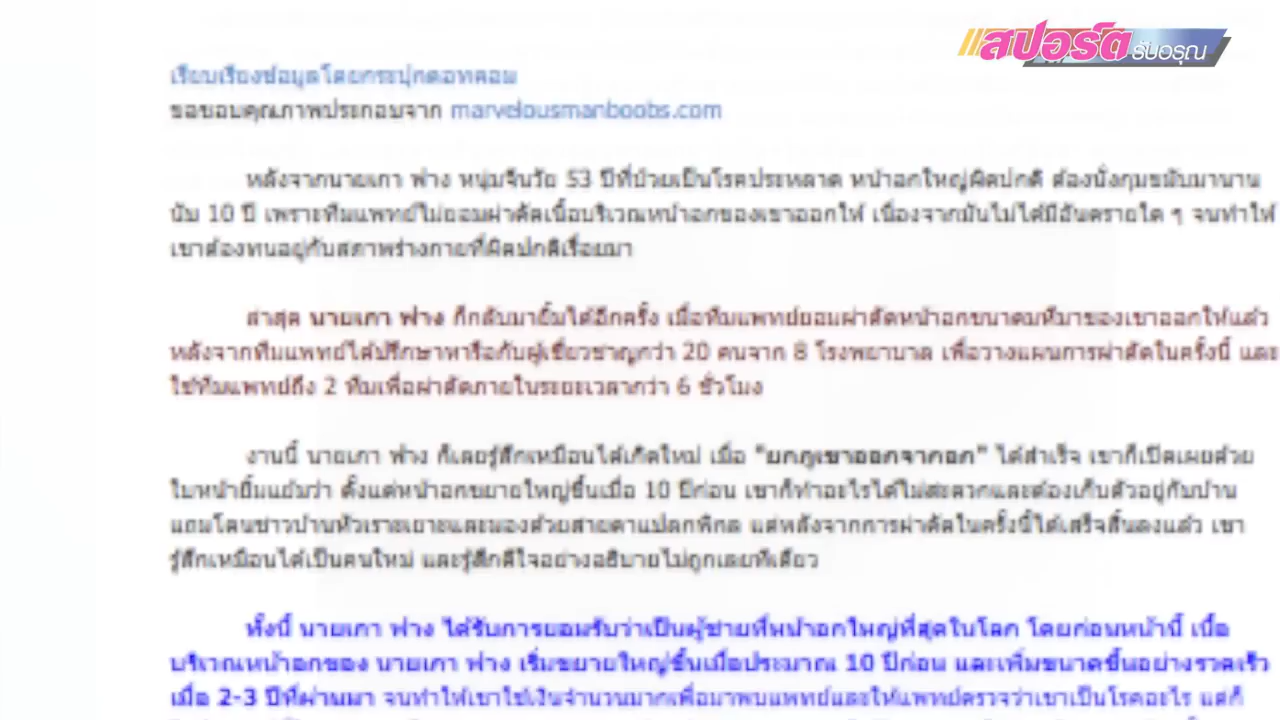 สปอร์ต
รับอรุณ
เรียบเรียงข้อมูลโดยกระปุกดอทคอม
ขอขอบคุณภาพประกอบจาก marvelousmanboobs.com
หลังจากนายเกา ฟาง หนุ่มจีนวัย 53 ปีที่ป่วยเป็นโรคประหลาด หน้าอกใหญ่ผิดปกติ ต้องนั่งกุมขมับมานาน
นับ 10 ปี เพราะทีมแพทย์ไม่ยอมผ่าตัดเนื้อบริเวณหน้าอกของเขาออกให้ เนื่องจากมันไม่ได้มีอันตรายใด ๆ จนทำให้
เขาต้องทนอยู่กับสภาพร่างกายที่ผิดปกติเรื่อยมา
ล่าสุด นายเกา ฟาง ก็กลับมายิ้มได้อีกครั้ง เมื่อทีมแพทย์ยอมผ่าตัดหน้าอกขนาดมหึมาของเขาออกให้แล้ว
หลังจากทีมแพทย์ได้ปรึกษาหารือกับผู้เชี่ยวชาญกว่า 20 คนจาก 8 โรงพยาบาล เพื่อวางแผนการผ่าตัดในครั้งนี้ และ
ใช้ทีมแพทย์ถึง 2 ทีมเพื่อผ่าตัดภายในระยะเวลากว่า 6 ชั่วโมง
งานนี้ นายเกา ฟาง ก็เลยรู้สึกเหมือนได้เกิดใหม่ เมื่อ "ยกภูเขาออกจากอก" ได้สำเร็จ เขาก็เปิดเผยด้วย
ใบหน้ายิ้มแย้มว่า ตั้งแต่หน้าอกขยายใหญ่ขึ้นเมื่อ 10 ปีก่อน เขาก็ทำอะไรได้ไม่สะดวกและต้องเก็บตัวอยู่กับบ้าน
แถมโดนชาวบ้านหัวเราะเยาะและมองด้วยสายตาแปลกพิกล แต่หลังจากการผ่าตัดในครั้งนี้ได้เสร็จสิ้นลงแล้ว เขา
รู้สึกเหมือนได้เป็นคนใหม่ และรู้สึกดีใจอย่างอธิบายไม่ถูกเลยทีเดียว
ทั้งนี้ นายเกา ฟาง ได้รับการยอมรับว่าเป็นผู้ชายที่หน้าอกใหญ่ที่สุดในโลก โดยก่อนหน้านี้ เนื้อ
บริเวณหน้าอกของ นายเกา ฟาง เริ่มขยายใหญ่ขึ้นเมื่อประมาณ 10 ปีก่อน และเพิ่มขนาดขึ้นอย่างรวดเร็ว
เมื่อ 2-3 ปีที่ผ่านมา จนทำให้เขาใช้เงินจำนวนมากเพื่อมาพบแพทย์และให้แพทย์ตรวจว่าเขาเป็นโรคอะไร แต่ก็